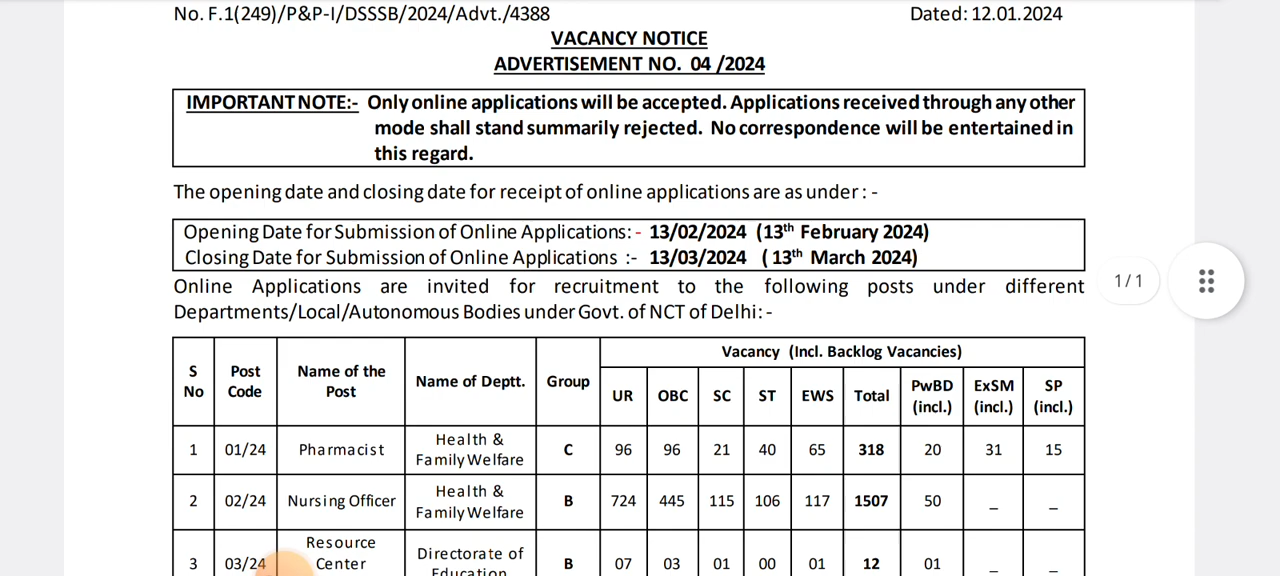 No. F.1(249)/P&P-I/DSSSB/2024/Advt./4388 Dated: 12.01.2024
VACANCY NOTICE
ADVERTISEMENT NO. 04 /2024
IMPORTANT NOTE:- Only online applications will be accepted. Applications received through any other
mode shall stand summarily rejected. No correspondence will be entertained in
this regard.
The opening date and closing date for receipt of online applications are as under : -
Opening Date for Submission of Online Applications: - 13/02/2024 (13th February 2024)
Closing Date for Submission of Online Applications :- 13/03/2024 ( 13th March 2024)
Online Applications are invited for recruitment to the following posts under different
Departments/Local/Autonomous Bodies under Govt. of NCT of Delhi: -
1/1
S No Post Code Name of the Post Name of Deptt. Group Vacancy (Incl. Backlog Vacancies)
UR OBC SC ST EWS Total PwBD (incl.) ExSM (incl.) SP (incl.)
1 01/24 Pharmacist Health & Family Welfare C 96 96 21 40 65 318 20 31 15
2 02/24 Nursing Officer Health & Family Welfare B 724 445 115 106 117 1507 50 _ _
3 03/24 Resource Center Directorate of Education B 07 03 01 00 01 12 01 _ _